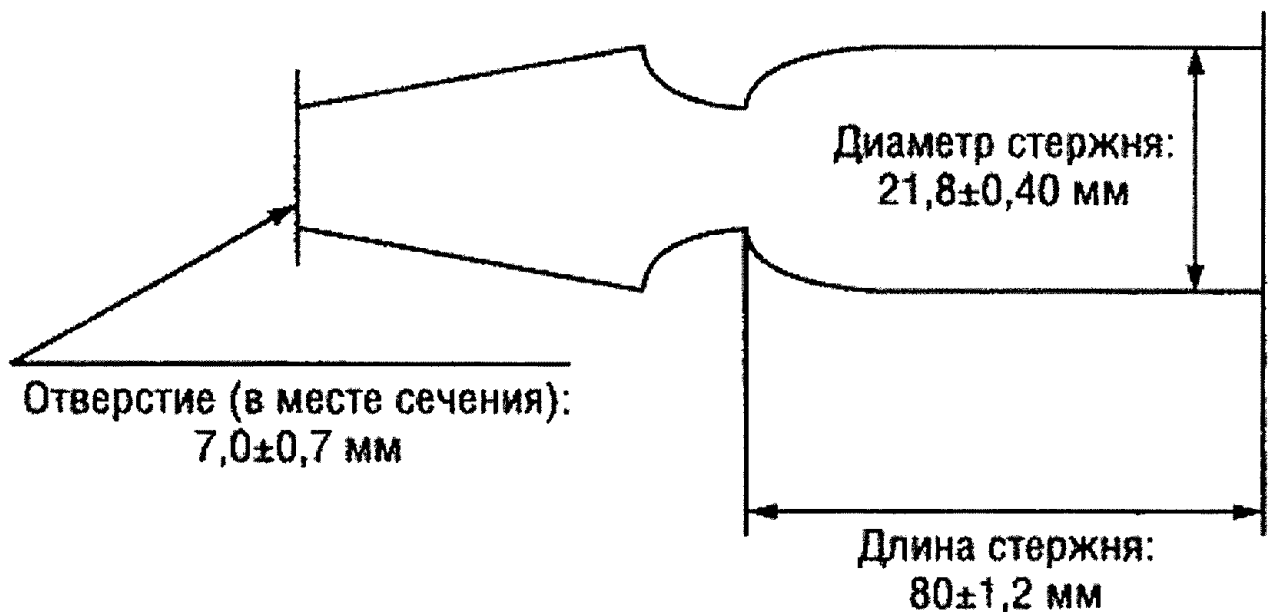 Диаметр стержня:
21,8±0,40 мм
Отверстие (в месте сечения):
7,0±0,7 мм
Длина стержня:
80±1,2 мм